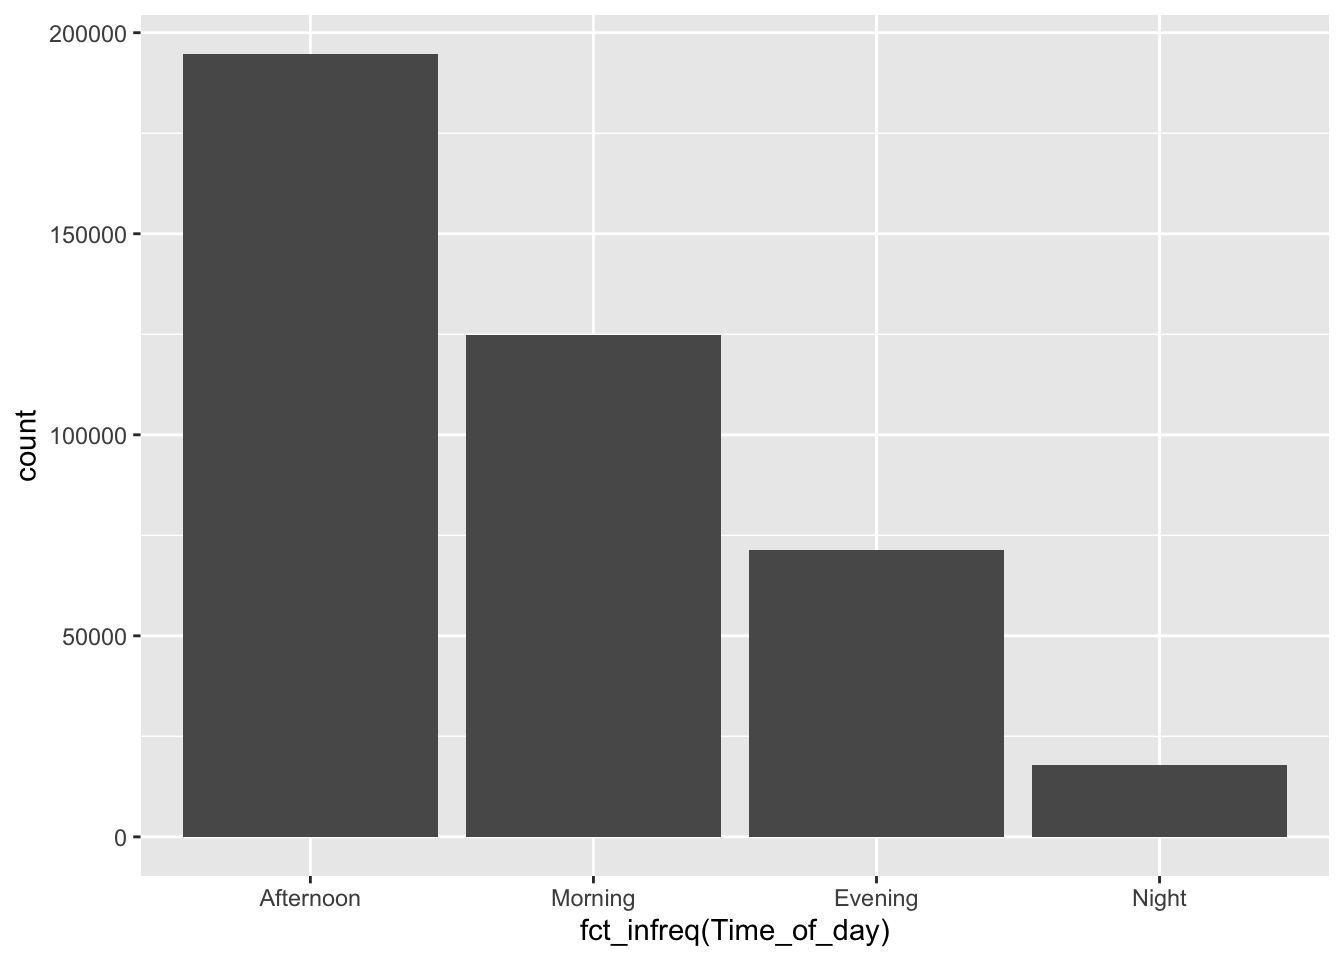 200000
150000
100000
50000
0
count
Afternoon
Morning
Evening
Night
fct_infreq(Time_of_day)